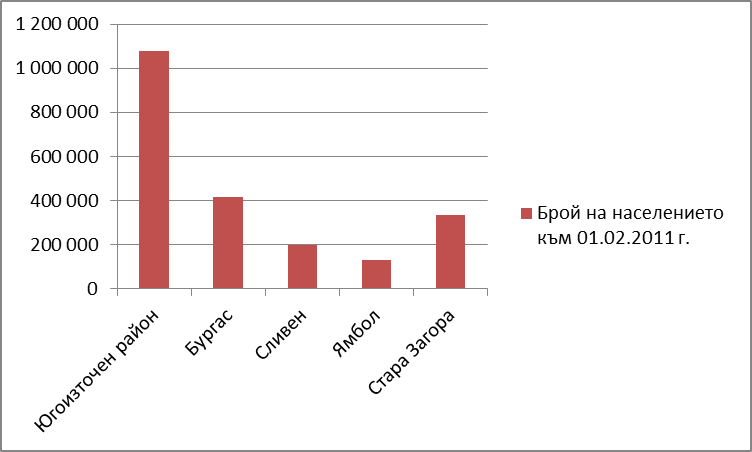 1 200 000
1 000 000
800 000
600 000
400 000
200 000
0
Югоизточен район
Бургас
Сливен
Ямбол
Стара Загора
Брой на населението
към 01.02.2011 г.